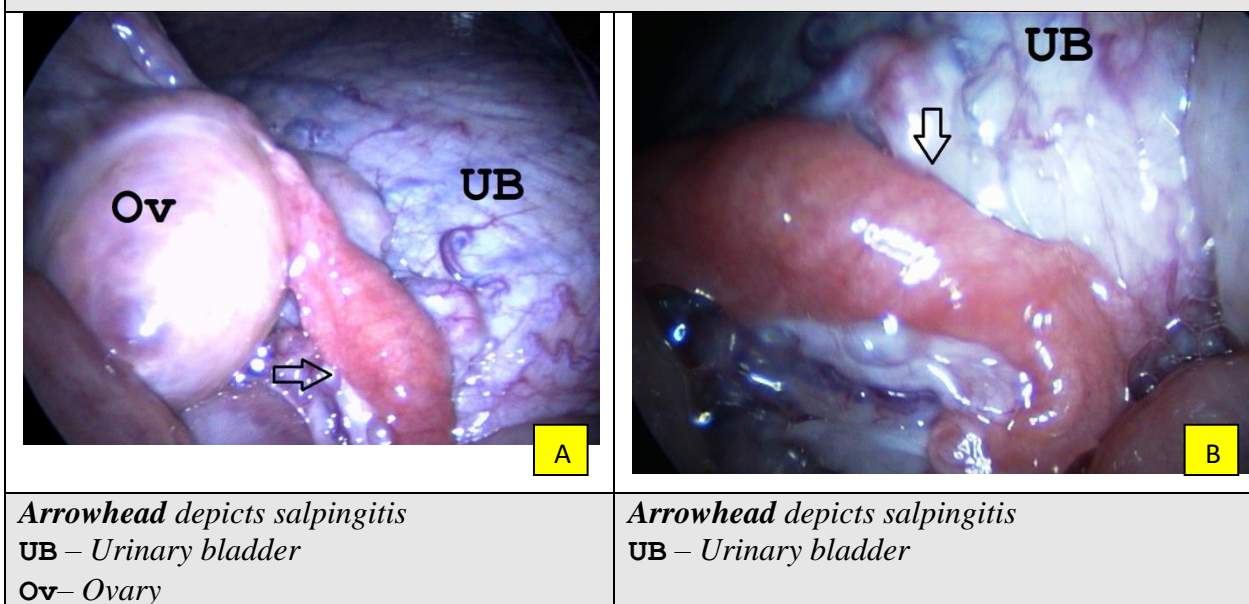 UB
Ov
UB
A
B
Arrowhead depicts salpingitis
UB – Urinary bladder
Ov– Ovary
Arrowhead depicts salpingitis
UB – Urinary bladder